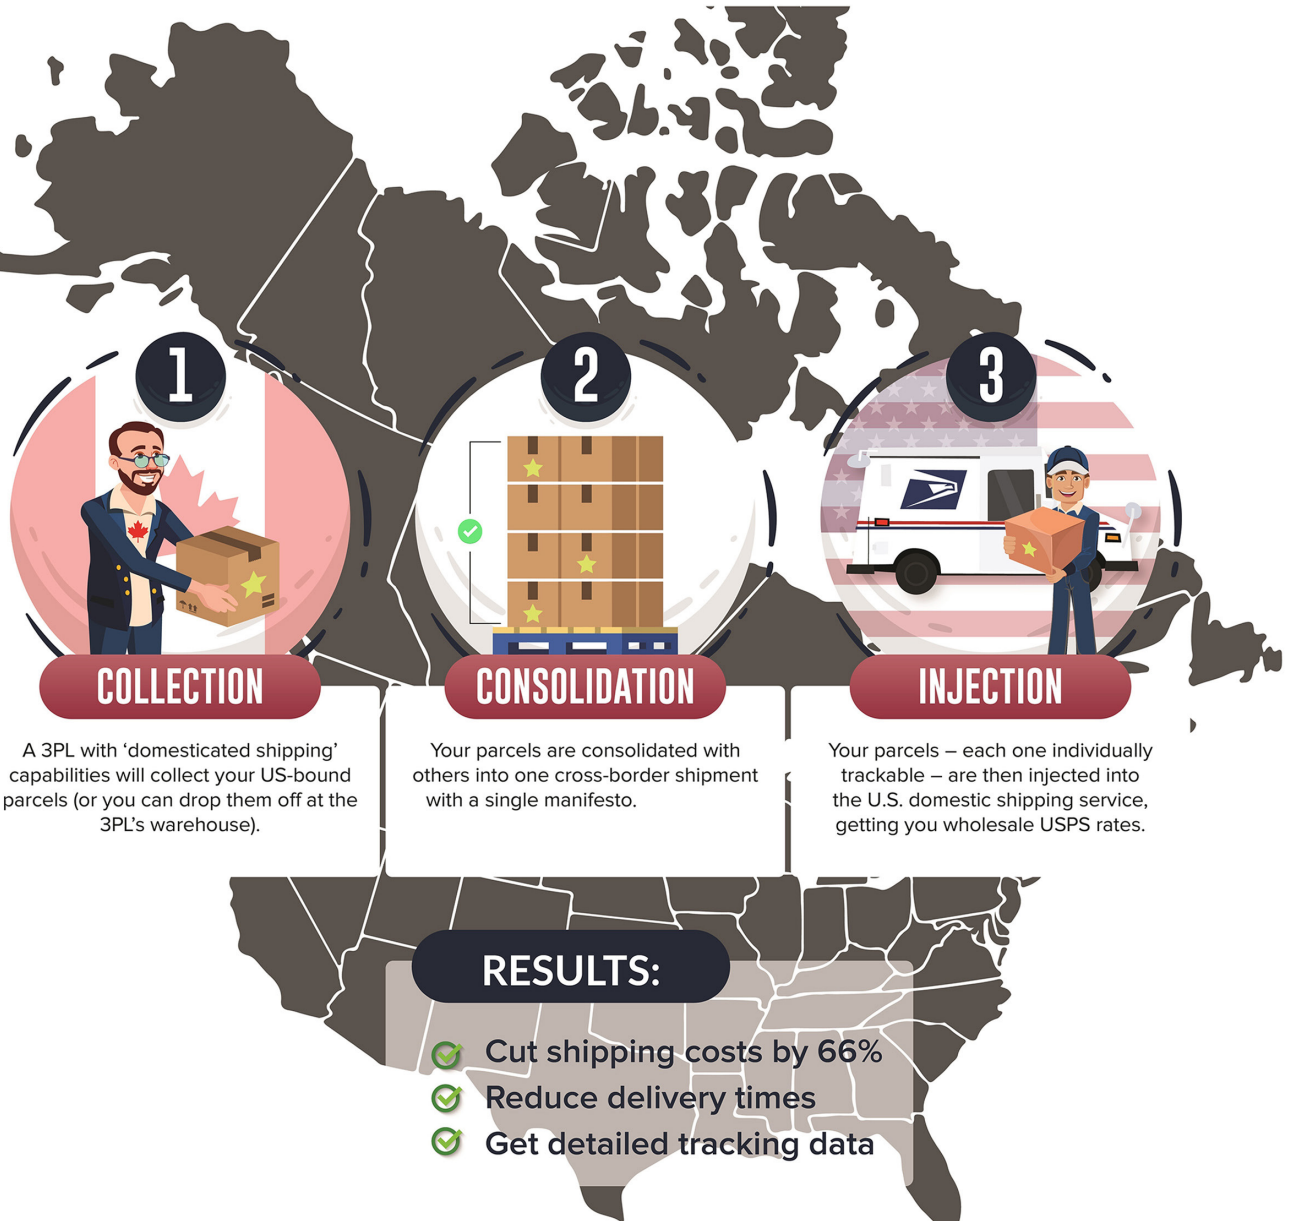 1
COLLECTION
A 3PL with ‘domesticated shipping’
capabilities will collect your US-bound
parcels (or you can drop them off at the
3PL’s warehouse).
2
CONSOLIDATION
Your parcels are consolidated with
others into one cross-border shipment
with a single manifesto.
3
INJECTION
Your parcels – each one individually
trackable – are then injected into
the U.S. domestic shipping service,
getting you wholesale USPS rates.
RESULTS:
Cut shipping costs by 66%
Reduce delivery times
Get detailed tracking data